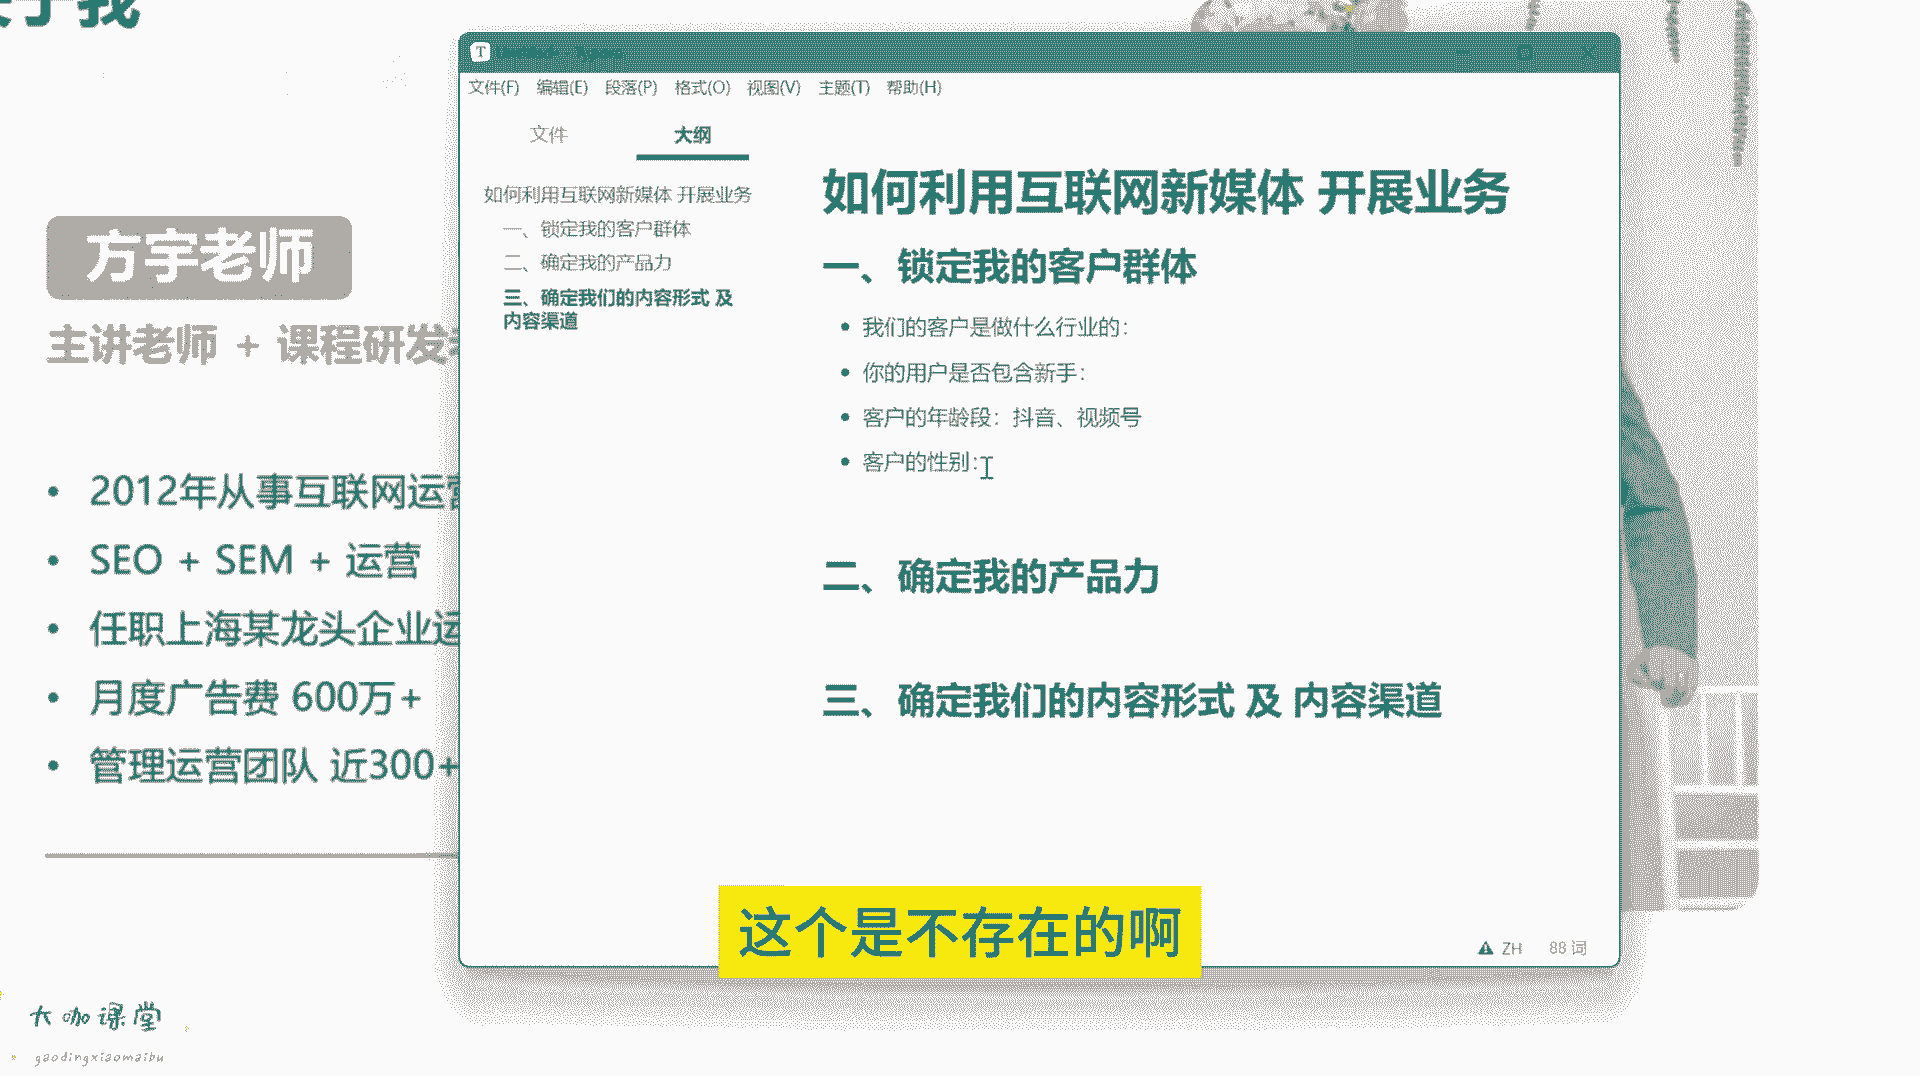 方宇老师
主讲老师 + 课程研发
2012年从事互联网运营
SEO + SEM + 运营
任职上海某龙头企业运
月度广告费 600万+
管理运营团队 近300+
大咖课堂
gaodingxiaomaibu
T
文件(F) 编辑(E) 段落(P) 格式(O) 视图(V) 主题(T) 帮助(H)
文件 大纲
如何利用互联网新媒体 开展业务
一、锁定我的客户群体
二、确定我的产品力
三、确定我们的内容形式 及
内容渠道
如何利用互联网新媒体 开展业务
一、锁定我的客户群体
我们的客户是做什么行业的：
你的用户是否包含新手：
客户的年龄段：抖音、视频号
客户的性别：
二、确定我的产品力
三、确定我们的内容形式 及 内容渠道
这个是不存在的啊
ZH 88 词